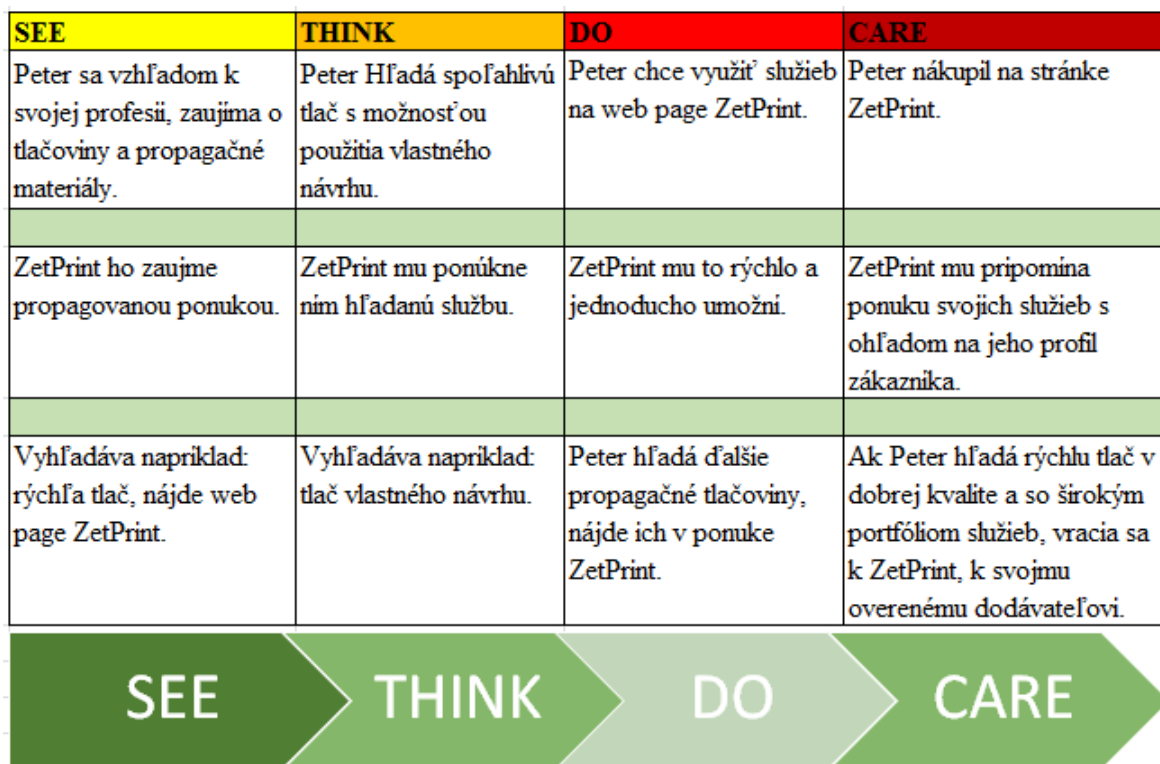 SEE
THINK
DO
CARE
Peter sa vzhľadom k
svojej profesii, zaujíma o
tlačoviny a propagačné
materiály.
Peter Hľadá spoľahlivú
tlač s možnosťou
použitia vlastného
návrhu.
Peter chce využiť služieb
na web page ZetPrint.
Peter nákupil na stránke
ZetPrint.
ZetPrint ho zaujme
propagovanou ponukou.
ZetPrint mu ponúkne
ním hľadanú službu.
ZetPrint mu to rýchlo a
jednoducho umožní.
ZetPrint mu pripomína
ponuku svojich služieb s
ohľadom na jeho profil
zákazníka.
Vyhľadáva napríklad:
rýchľa tlač, nájde web
page ZetPrint.
Vyhľadáva napríklad:
tlač vlastného návrhu.
Peter hľadá ďalšie
propagačné tlačoviny,
nájde ich v ponuke
ZetPrint.
Ak Peter hľadá rýchlu tlač v
dobrej kvalite a so širokým
portfóliom služieb, vracia sa
k ZetPrint, k svojmu
overenému dodávateľovi.
SEE
THINK
DO
CARE